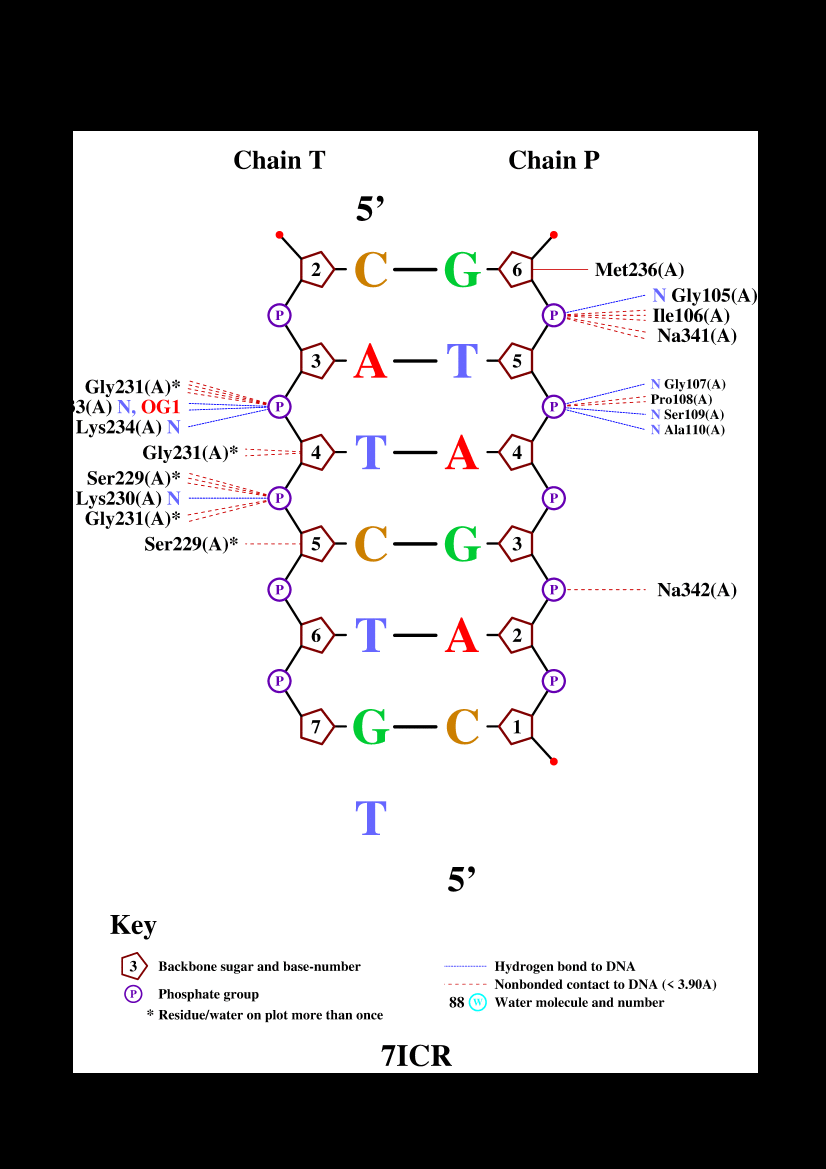 Chain T Chain P
5’
2 C G 6 Met236(A)
N Gly105(A)
P P Ile106(A)
Na341(A)
3 A T 5
Gly231(A)* N Gly107(A)
Pro108(A)
33(A) N, OG1 P P
N Ser109(A)
Lys234(A) N N Ala110(A)
Gly231(A)* 4 T A 4
Ser229(A)*
Lys230(A) N P P
Gly231(A)*
Ser229(A)* 5 C G 3
P P Na342(A)
6 T A 2
P P
7 G C 1
T
5’
Key
3 Backbone sugar and base-number
P Phosphate group
* Residue/water on plot more than once
Hydrogen bond to DNA
Nonbonded contact to DNA (< 3.90A)
88 W Water molecule and number
7ICR